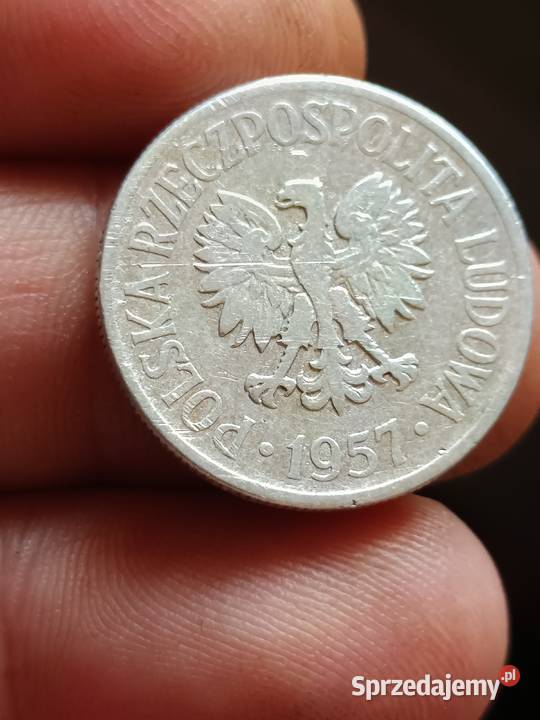 POLSKA RZECZPOSPOLITA LUDOWA
· 1957 ·
Sprzedajemy.pl